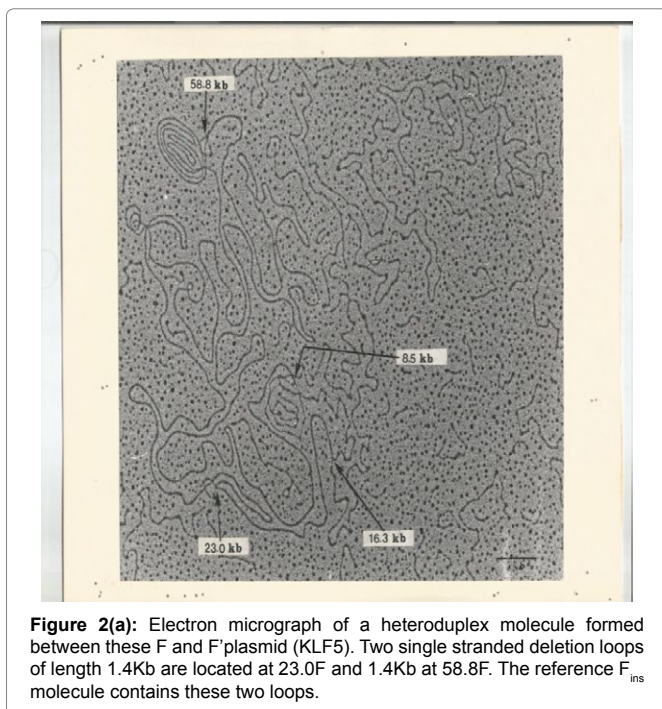 58.8 kb
8.5 kb
16.3 kb
23.0 kb
Figure 2(a): Electron micrograph of a heteroduplex molecule formed
between these F and F'plasmid (KLF5). Two single stranded deletion loops
of length 1.4Kb are located at 23.0F and 1.4Kb at 58.8F. The reference Fins
molecule contains these two loops.